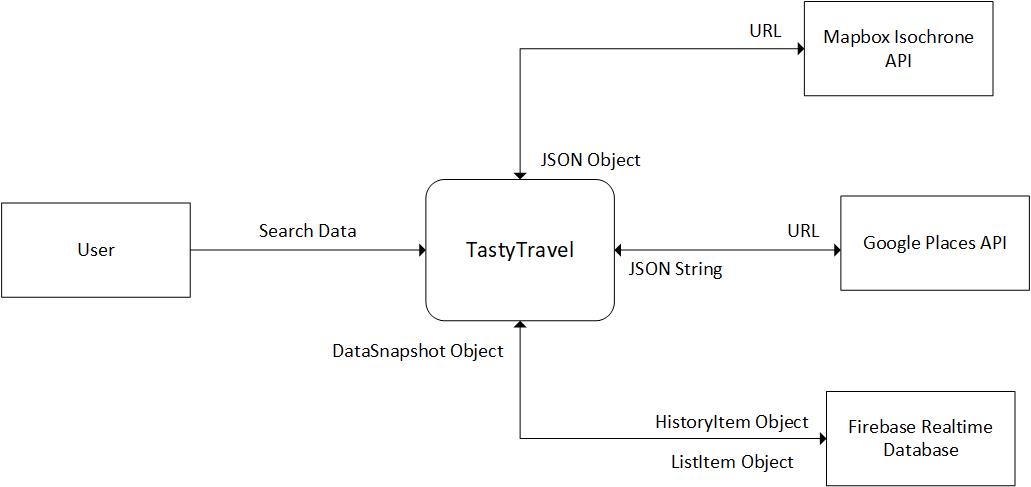 URL
Mapbox Isochrone
API
JSON Object
User
Search Data
TastyTravel
URL
Google Places API
JSON String
DataSnapshot Object
HistoryItem Object
ListItem Object
Firebase Realtime
Database